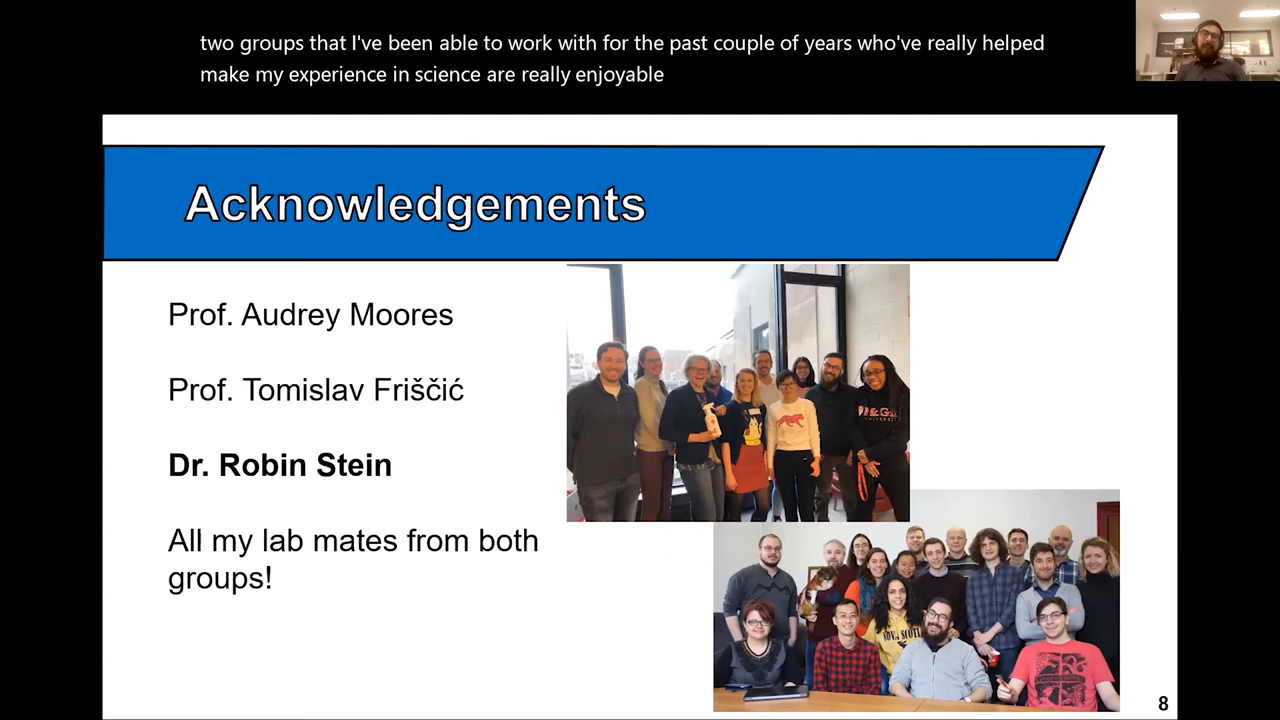 two groups that I've been able to work with for the past couple of years who've really helped
make my experience in science are really enjoyable
Acknowledgements
Prof. Audrey Moores
Prof. Tomislav Friščić
Dr. Robin Stein
All my lab mates from both
groups!
NOVA SCOTI
8